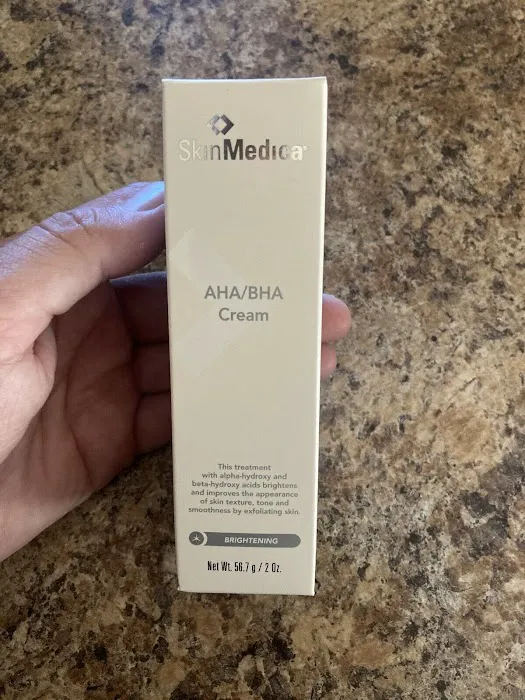 SkinMedica®
AHA/BHA
Cream
This treatment
with alpha-hydroxy and
beta-hydroxy acids brightens
and improves the appearance
of skin texture, tone and
smoothness by exfoliating skin.
BRIGHTENING
Net Wt. 56.7 g / 2 Oz.